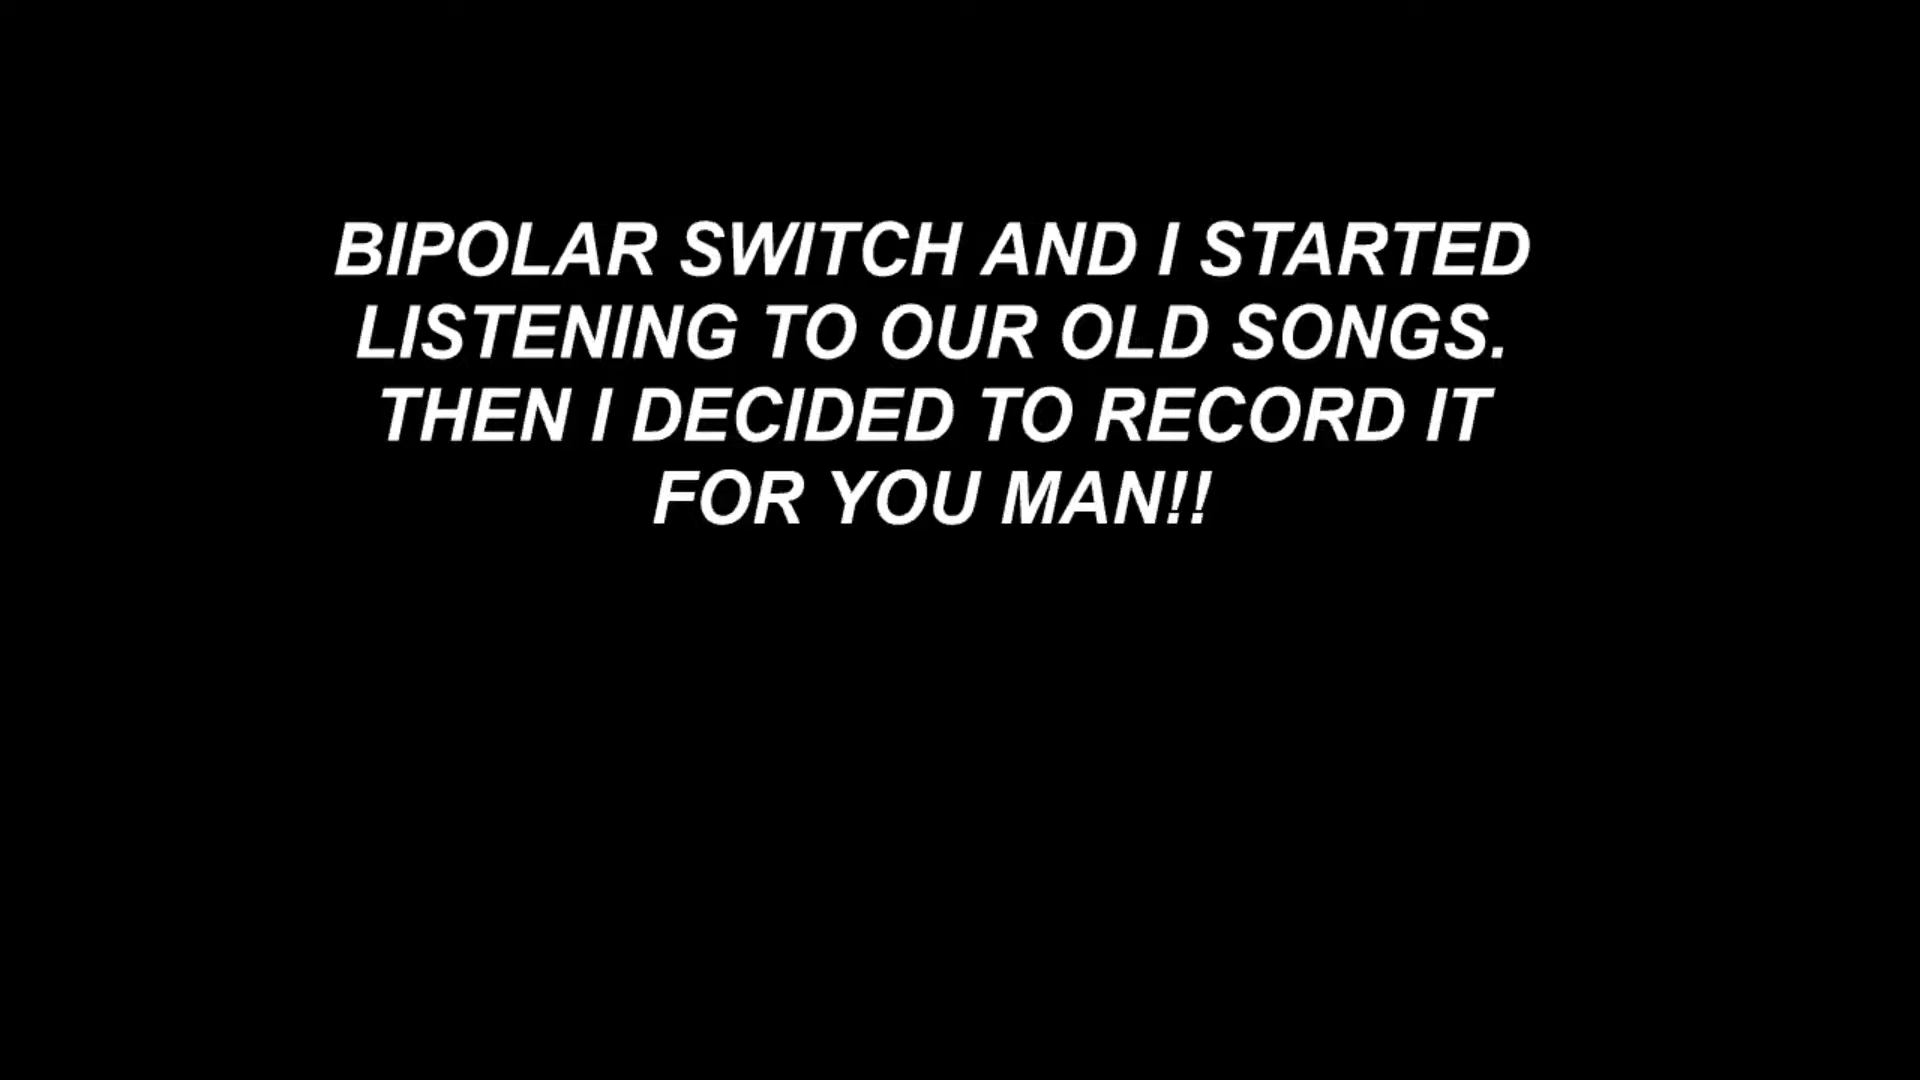 BIPOLAR SWITCH AND I STARTED
LISTENING TO OUR OLD SONGS.
THEN I DECIDED TO RECORD IT
FOR YOU MAN!!